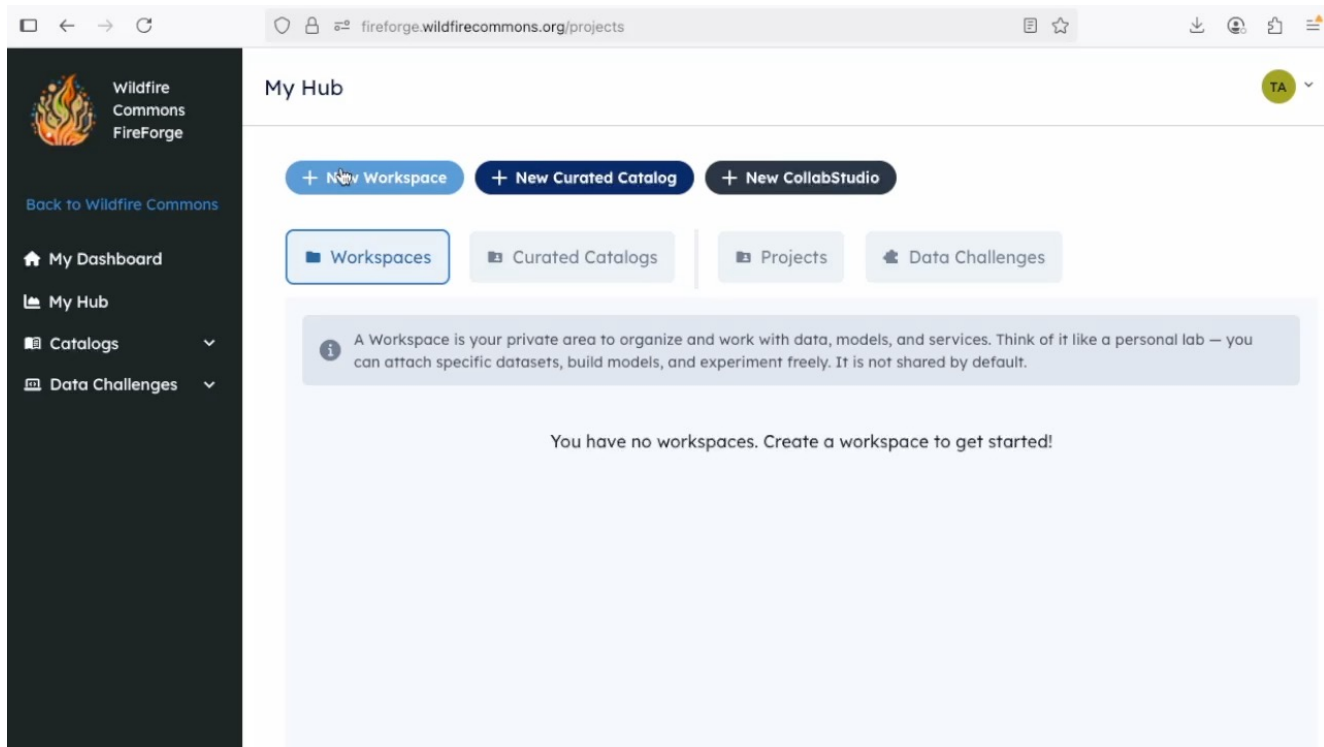 fireforge.wildfirecommons.org/projects
Wildfire
Commons
FireForge
Back to Wildfire Commons
My Dashboard
My Hub
Catalogs
Data Challenges
My Hub
TA
+ New Workspace
+ New Curated Catalog
+ New CollabStudio
Workspaces
Curated Catalogs
Projects
Data Challenges
A Workspace is your private area to organize and work with data, models, and services. Think of it like a personal lab — you
can attach specific datasets, build models, and experiment freely. It is not shared by default.
You have no workspaces. Create a workspace to get started!